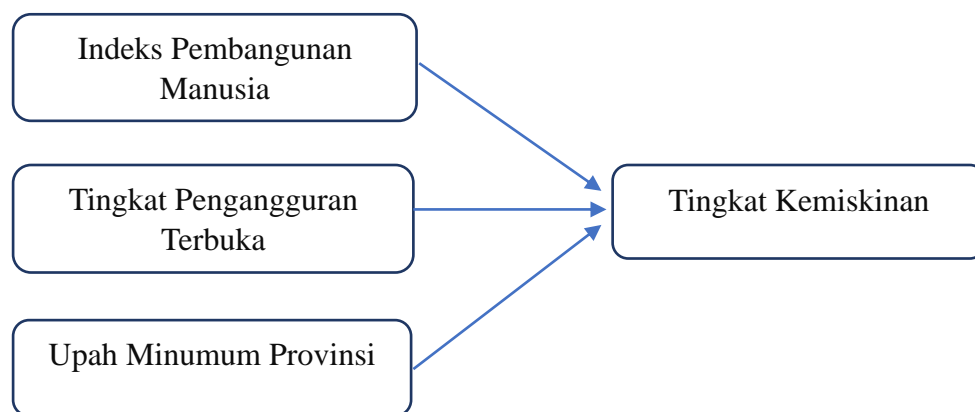 Indeks Pembangunan
Manusia
Tingkat Pengangguran
Terbuka
Tingkat Kemiskinan
Upah Minumum Provinsi